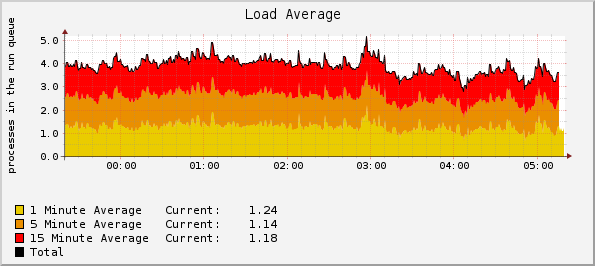 Load Average
processes in the run queue
5.0
4.0
3.0
2.0
1.0
0.0
00:00 01:00 02:00 03:00 04:00 05:00
1 Minute Average Current: 1.24
5 Minute Average Current: 1.14
15 Minute Average Current: 1.18
Total